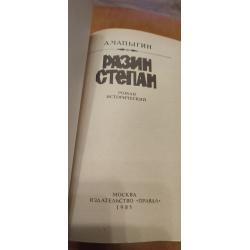 А.ЧАПЫГИН
РАЗИН
СТЕПАН
РОМАН
ИСТОРИЧЕСКИЙ
МОСКВА
ИЗДАТЕЛЬСТВО «ПРАВДА»
1985